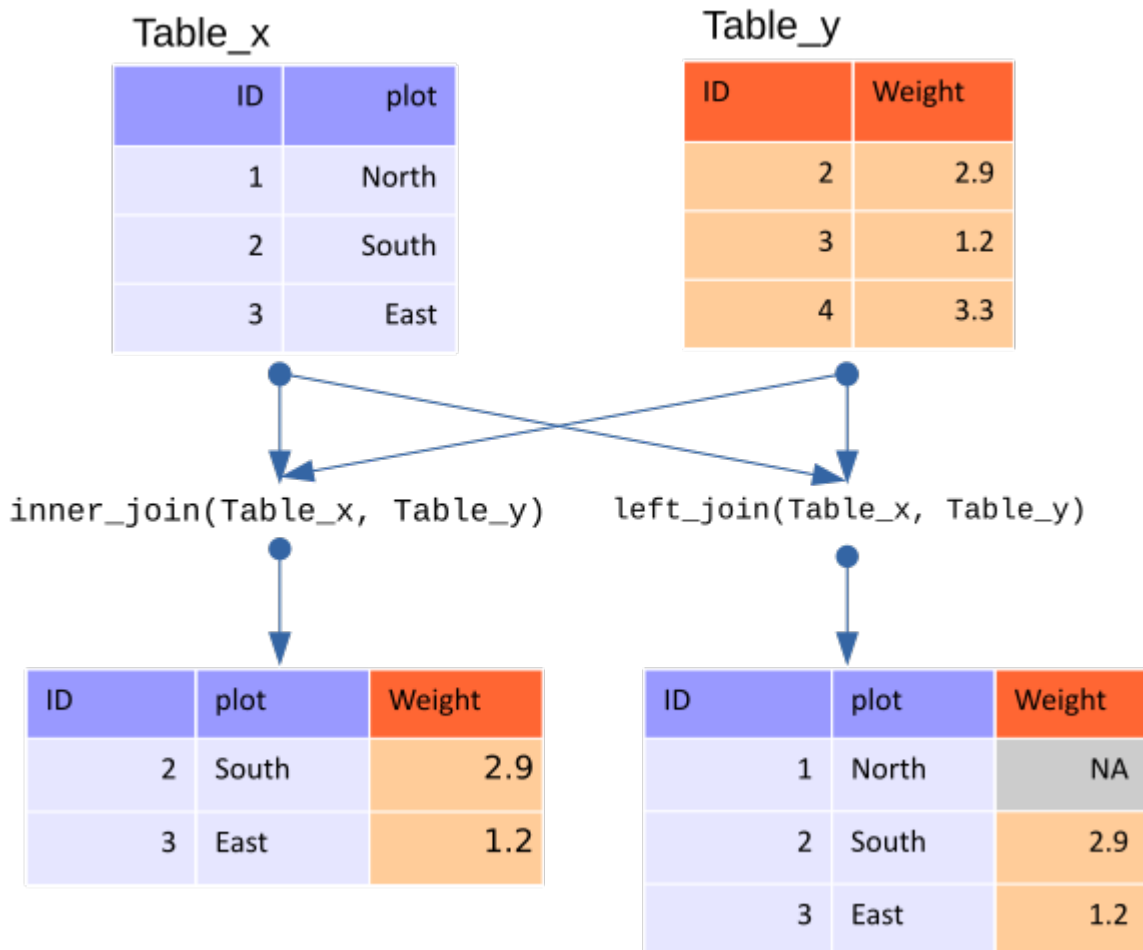 Table_x
ID plot
1 North
2 South
3 East
Table_y
ID Weight
2 2.9
3 1.2
4 3.3
inner_join(Table_x, Table_y)
left_join(Table_x, Table_y)
ID plot Weight
2 South 2.9
3 East 1.2
ID plot Weight
1 North NA
2 South 2.9
3 East 1.2